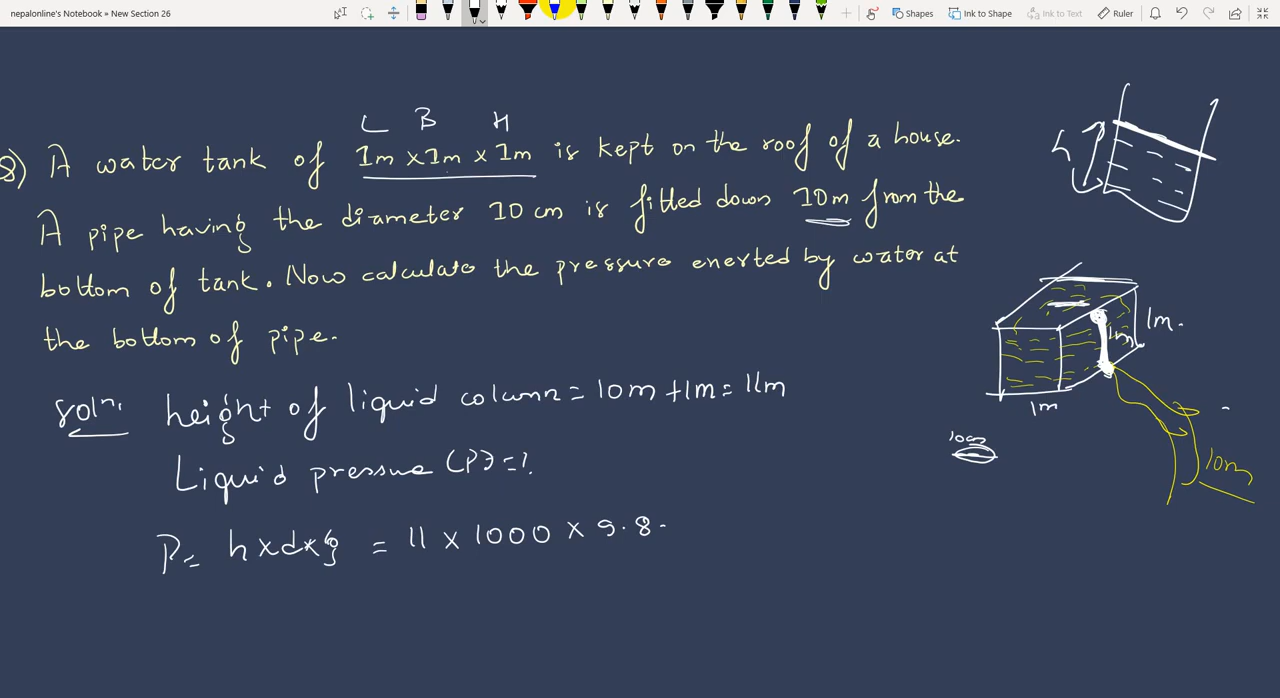 nepalonline's Notebook » New Section 26
Shapes
Ink to Shape
Ink to Text
Ruler
L B H
8) A water tank of 1m x 1m x 1m is kept on the roof of a house.
A pipe having the diameter 10 cm is fitted down 10m from the
bottom of tank. Now calculate the pressure enerted by water at
the bottom of pipe.
Soln. height of liquid column = 10m + 1m = 11m
Liquid pressure (P) = ?
P = h x d x g = 11 x 1000 x 9.8.
h
1m.
1m
1m
10cm
10m